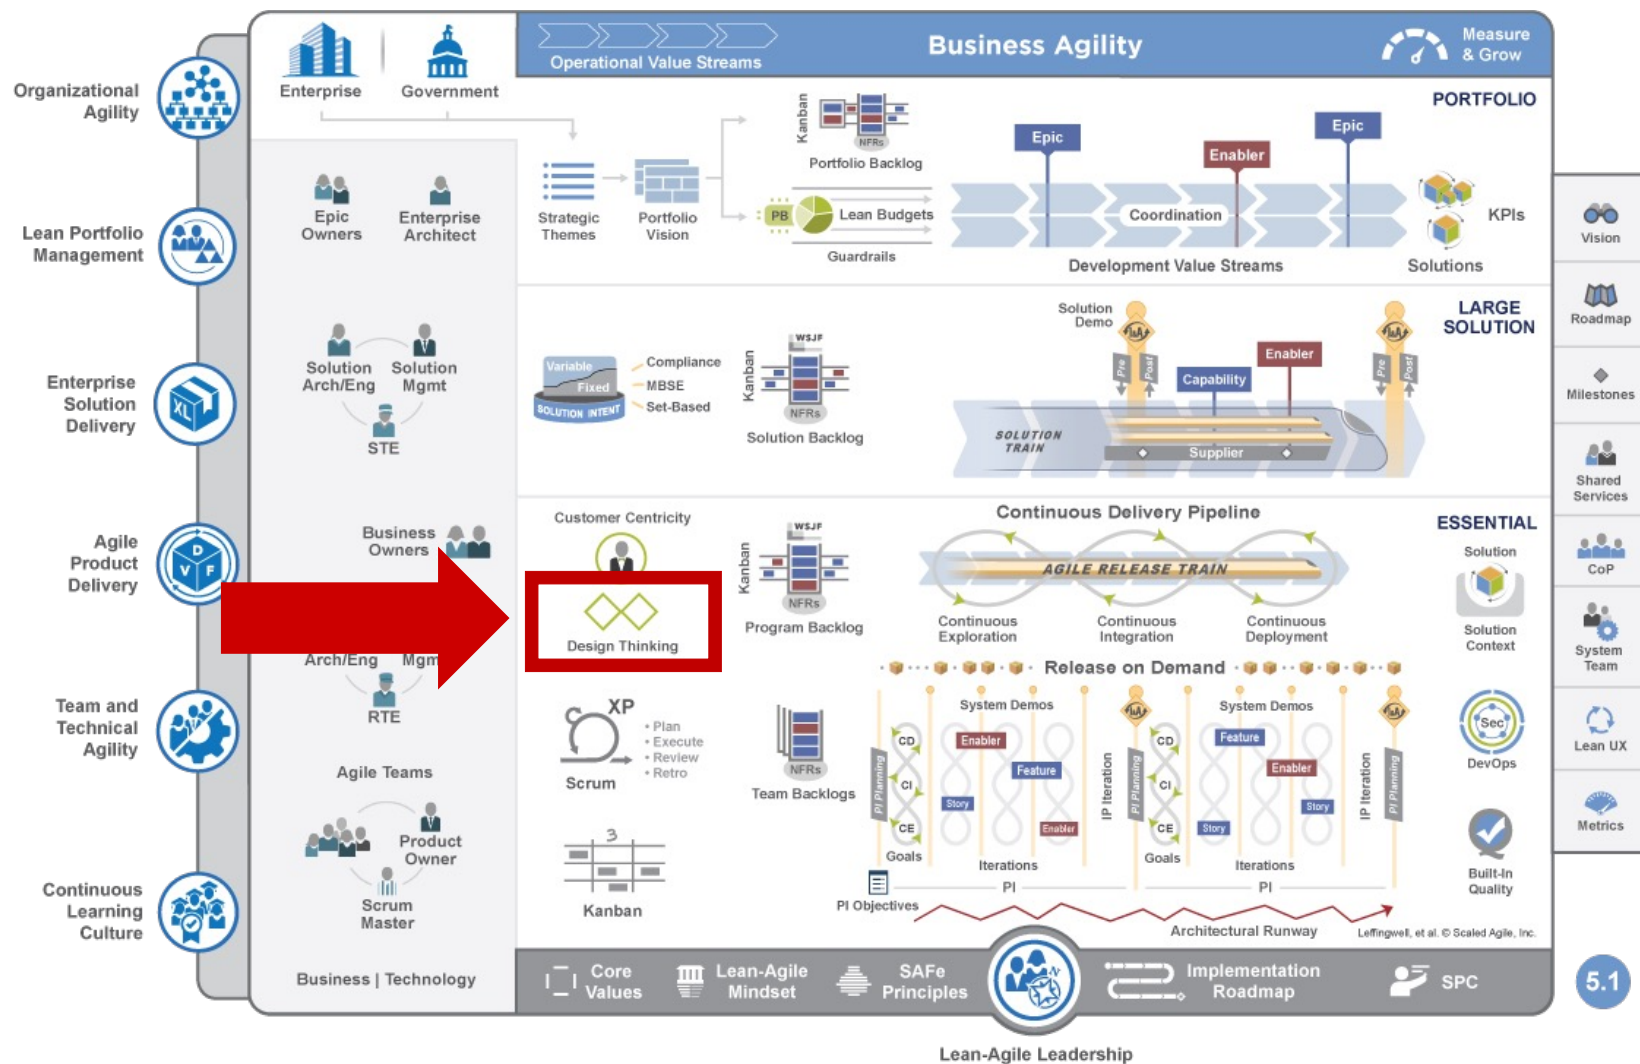 Organizational
Agility
Lean Portfolio
Management
Enterprise
Solution
Delivery
XL
Agile
Product
Delivery
D
V F
Team and
Technical
Agility
Continuous
Learning
Culture
Enterprise
Government
Operational Value Streams
Business Agility
Measure
& Grow
Epic
Owners
Enterprise
Architect
Solution
Arch/Eng
Solution
Mgmt
STE
Business
Owners
Arch/Eng
RTE
Agile Teams
Product
Owner
Scrum
Master
Business | Technology
PORTFOLIO
Strategic
Themes
Portfolio
Vision
Kanban
NFRs
Portfolio Backlog
PB
Lean Budgets
Guardrails
Epic
Enabler
Epic
Coordination
Development Value Streams
KPIs
Solutions
LARGE
SOLUTION
Variable
Fixed
SOLUTION INTENT
Compliance
MBSE
Set-Based
WSJF
Kanban
NFRs
Solution Backlog
Solution
Demo
I&A
Pre
Post
Capability
Enabler
I&A
Pre
Post
SOLUTION
TRAIN
Supplier
ESSENTIAL
Customer Centricity
Design Thinking
WSJF
Kanban
NFRs
Program Backlog
Continuous Delivery Pipeline
AGILE RELEASE TRAIN
Continuous
Exploration
Continuous
Integration
Continuous
Deployment
Release on Demand
Solution
Solution
Context
XP
• Plan
• Execute
• Review
• Retro
Scrum
NFRs
Team Backlogs
3
Kanban
System Demos
System Demos
PI Planning
CD
CI
CE
Goals
Enabler
Feature
Story
Enabler
Iterations
IP Iteration
I&A
PI Planning
CD
CI
CE
Goals
Feature
Enabler
Story
Story
Iterations
IP Iteration
I&A
PI Planning
PI
PI
PI Objectives
Architectural Runway
Sec
DevOps
Built-In
Quality
Leffingwell, et al. © Scaled Agile, Inc.
Vision
Roadmap
Milestones
Shared
Services
CoP
System
Team
Lean UX
Metrics
Core
Values
Lean-Agile
Mindset
SAFe
Principles
N
Implementation
Roadmap
SPC
Lean-Agile Leadership
5.1